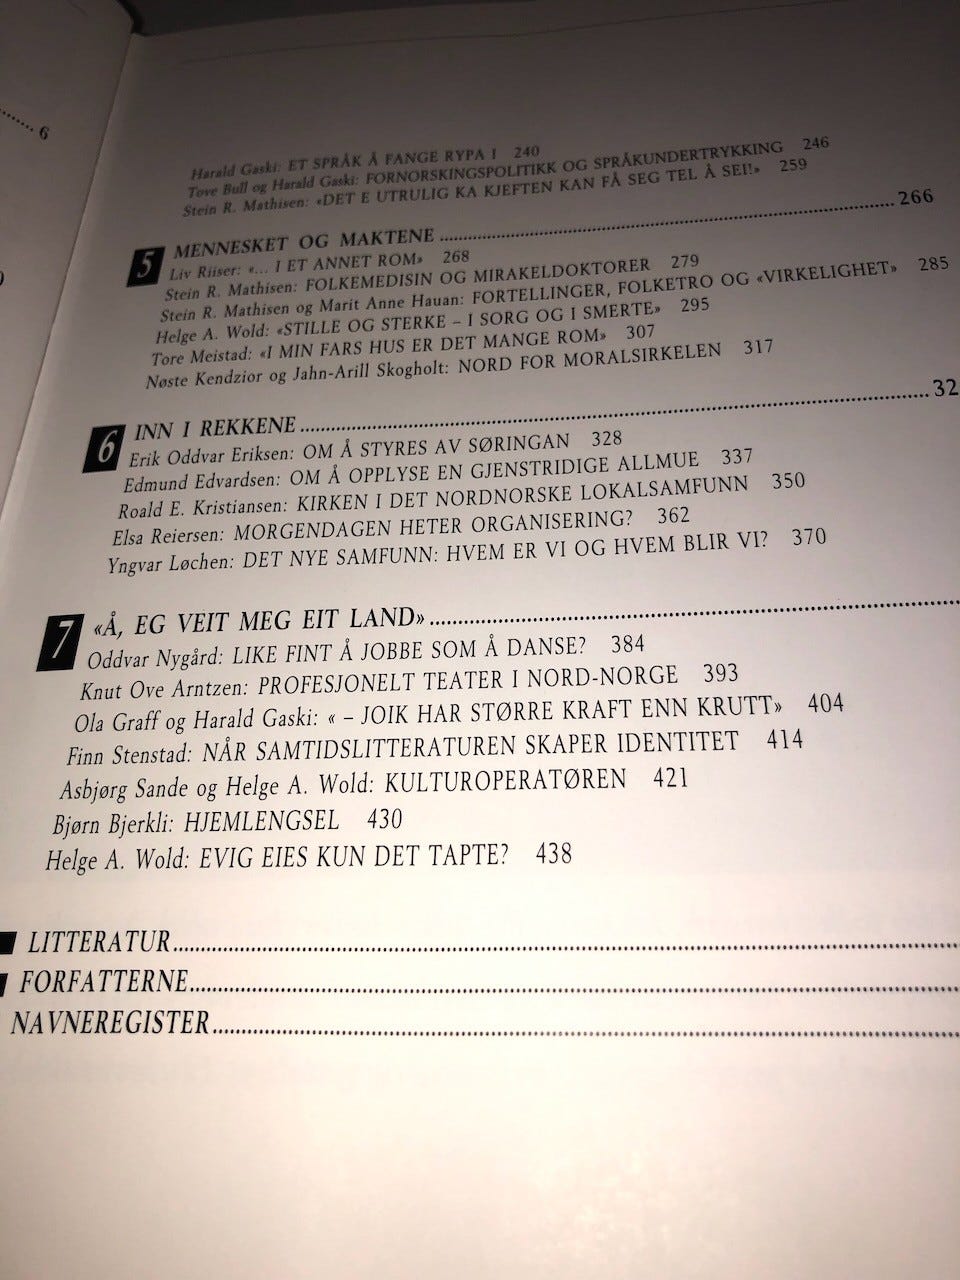 ........ 6
Harald Gaski: ET SPRÅK Å FANGE RYPA I 240
Tove Bull og Harald Gaski: FORNORSKINGSPOLITIKK OG SPRÅKUNDERTRYKKING 246
Stein R. Mathisen: «DET E UTRULIG KA KJEFTEN KAN FÅ SEG TEL Å SEI!» 259
5 MENNESKET OG MAKTENE ........ 266
Liv Riiser: «... I ET ANNET ROM» 268
Stein R. Mathisen: FOLKEMEDISIN OG MIRAKELDOKTORER 279
Stein R. Mathisen og Marit Anne Hauan: FORTELLINGER, FOLKETRO OG «VIRKELIGHET» 285
Helge A. Wold: «STILLE OG STERKE – I SORG OG I SMERTE» 295
Tore Meistad: «I MIN FARS HUS ER DET MANGE ROM» 307
Nøste Kendzior og Jahn-Arill Skogholt: NORD FOR MORALSIRKELEN 317
6 INN I REKKENE ........ 32
Erik Oddvar Eriksen: OM Å STYRES AV SØRINGAN 328
Edmund Edvardsen: OM Å OPPLYSE EN GJENSTRIDIGE ALLMUE 337
Roald E. Kristiansen: KIRKEN I DET NORDNORSKE LOKALSAMFUNN 350
Elsa Reiersen: MORGENDAGEN HETER ORGANISERING? 362
Yngvar Løchen: DET NYE SAMFUNN: HVEM ER VI OG HVEM BLIR VI? 370
7 «Å, EG VEIT MEG EIT LAND» ........
Oddvar Nygård: LIKE FINT Å JOBBE SOM Å DANSE? 384
Knut Ove Arntzen: PROFESJONELT TEATER I NORD-NORGE 393
Ola Graff og Harald Gaski: « – JOIK HAR STØRRE KRAFT ENN KRUTT» 404
Finn Stenstad: NÅR SAMTIDSLITTERATUREN SKAPER IDENTITET 414
Asbjørg Sande og Helge A. Wold: KULTUROPERATØREN 421
Bjørn Bjerkli: HJEMLENGSEL 430
Helge A. Wold: EVIG EIES KUN DET TAPTE? 438
LITTERATUR ........
FORFATTERNE ........
NAVNEREGISTER ........